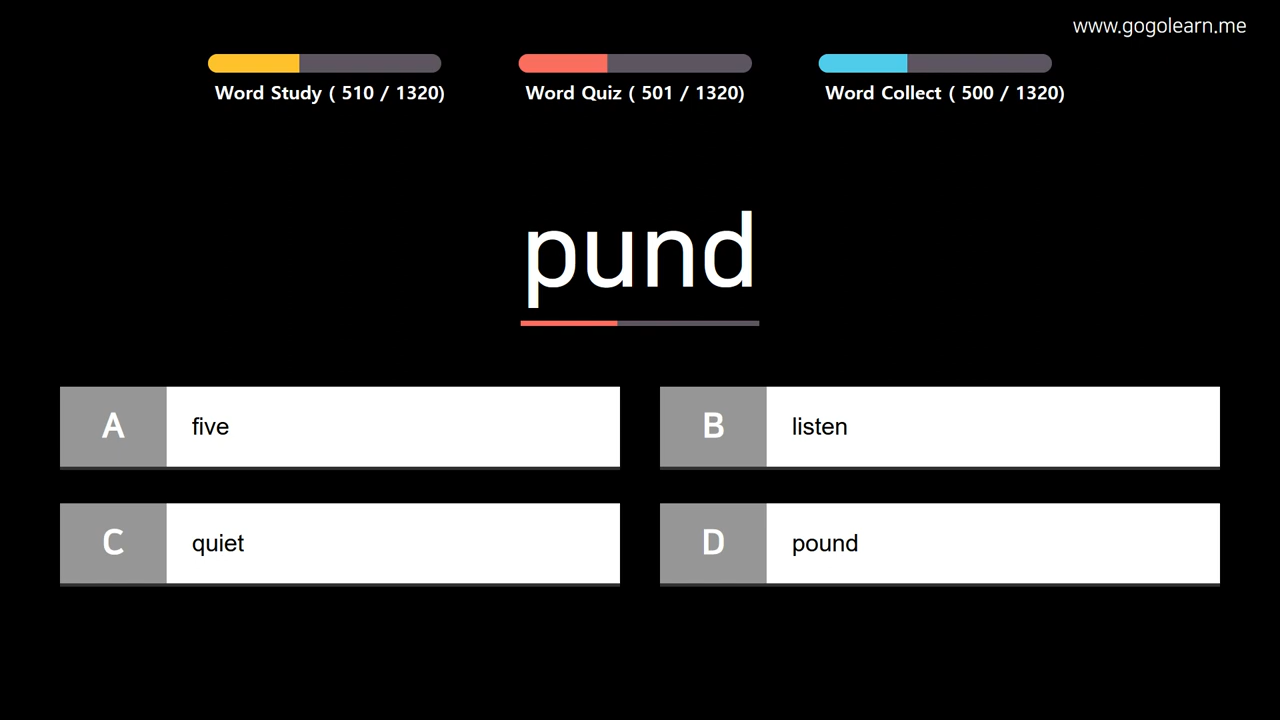 www.gogolearn.me
Word Study ( 510 / 1320)
Word Quiz ( 501 / 1320)
Word Collect ( 500 / 1320)
pund
A five
B listen
C quiet
D pound